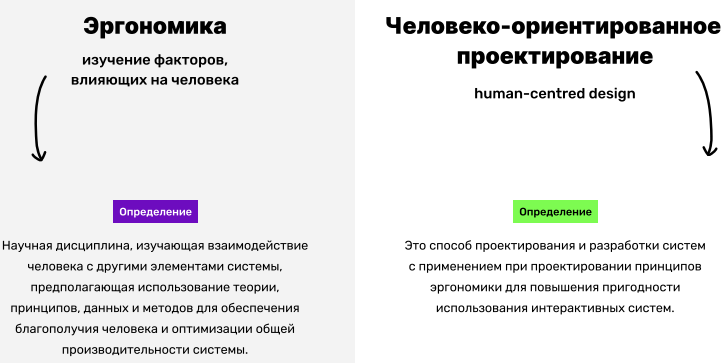 Эргономика
изучение факторов,
влияющих на человека
Определение
Научная дисциплина, изучающая взаимодействие
человека с другими элементами системы,
предполагающая использование теории,
принципов, данных и методов для обеспечения
благополучия человека и оптимизации общей
производительности системы.
Человеко-ориентированное
проектирование
human-centred design
Определение
Это способ проектирования и разработки систем
с применением при проектировании принципов
эргономики для повышения пригодности
использования интерактивных систем.